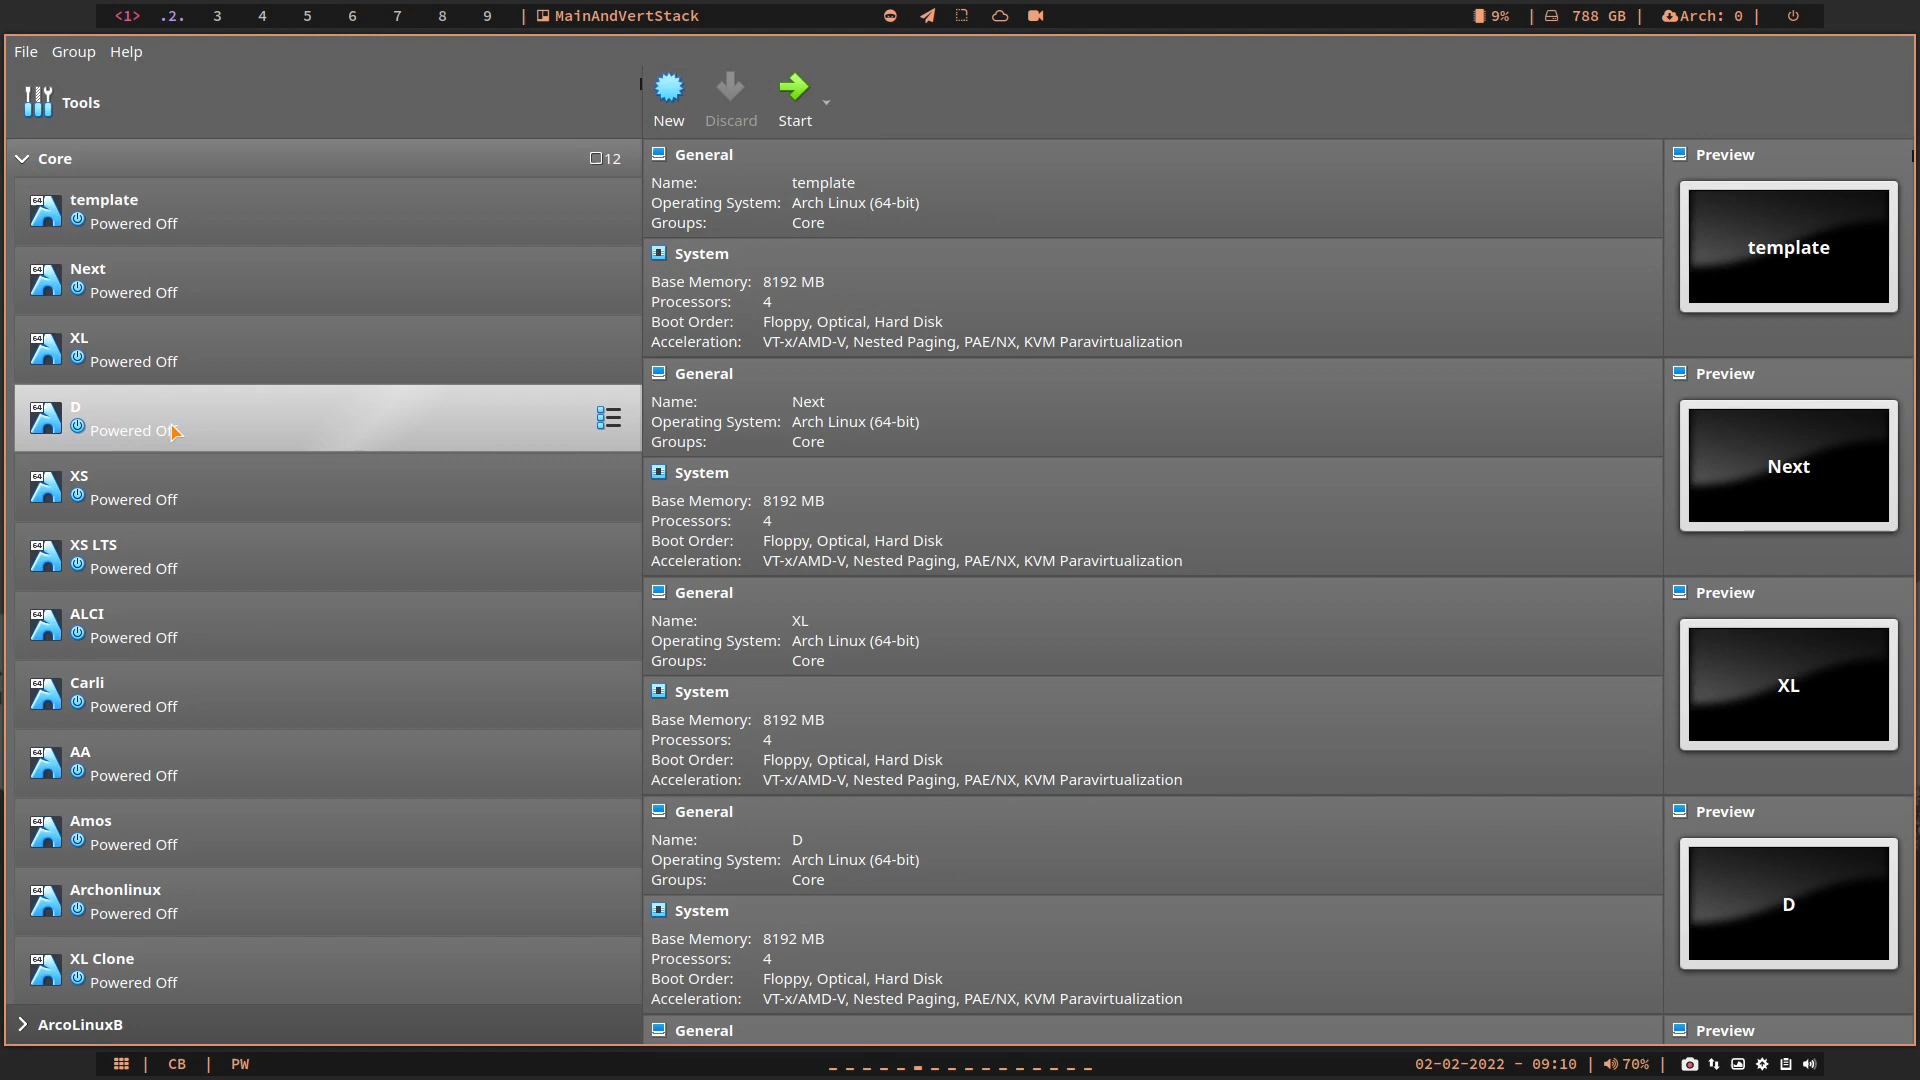 <1> .2. 3 4 5 6 7 8 9 | MainAndVertStack
9% | 788 GB | Arch: 0 |
File Group Help
Tools
New Discard Start
Core 12
template
Powered Off
Next
Powered Off
XL
Powered Off
D
Powered Off
XS
Powered Off
XS LTS
Powered Off
ALCI
Powered Off
Carli
Powered Off
AA
Powered Off
Amos
Powered Off
Archonlinux
Powered Off
XL Clone
Powered Off
ArcoLinuxB
General
Name: template
Operating System: Arch Linux (64-bit)
Groups: Core
System
Base Memory: 8192 MB
Processors: 4
Boot Order: Floppy, Optical, Hard Disk
Acceleration: VT-x/AMD-V, Nested Paging, PAE/NX, KVM Paravirtualization
Preview
template
General
Name: Next
Operating System: Arch Linux (64-bit)
Groups: Core
System
Base Memory: 8192 MB
Processors: 4
Boot Order: Floppy, Optical, Hard Disk
Acceleration: VT-x/AMD-V, Nested Paging, PAE/NX, KVM Paravirtualization
Preview
Next
General
Name: XL
Operating System: Arch Linux (64-bit)
Groups: Core
System
Base Memory: 8192 MB
Processors: 4
Boot Order: Floppy, Optical, Hard Disk
Acceleration: VT-x/AMD-V, Nested Paging, PAE/NX, KVM Paravirtualization
Preview
XL
General
Name: D
Operating System: Arch Linux (64-bit)
Groups: Core
System
Base Memory: 8192 MB
Processors: 4
Boot Order: Floppy, Optical, Hard Disk
Acceleration: VT-x/AMD-V, Nested Paging, PAE/NX, KVM Paravirtualization
Preview
D
General
Preview
| CB | PW
02-02-2022 - 09:10 | 70% |